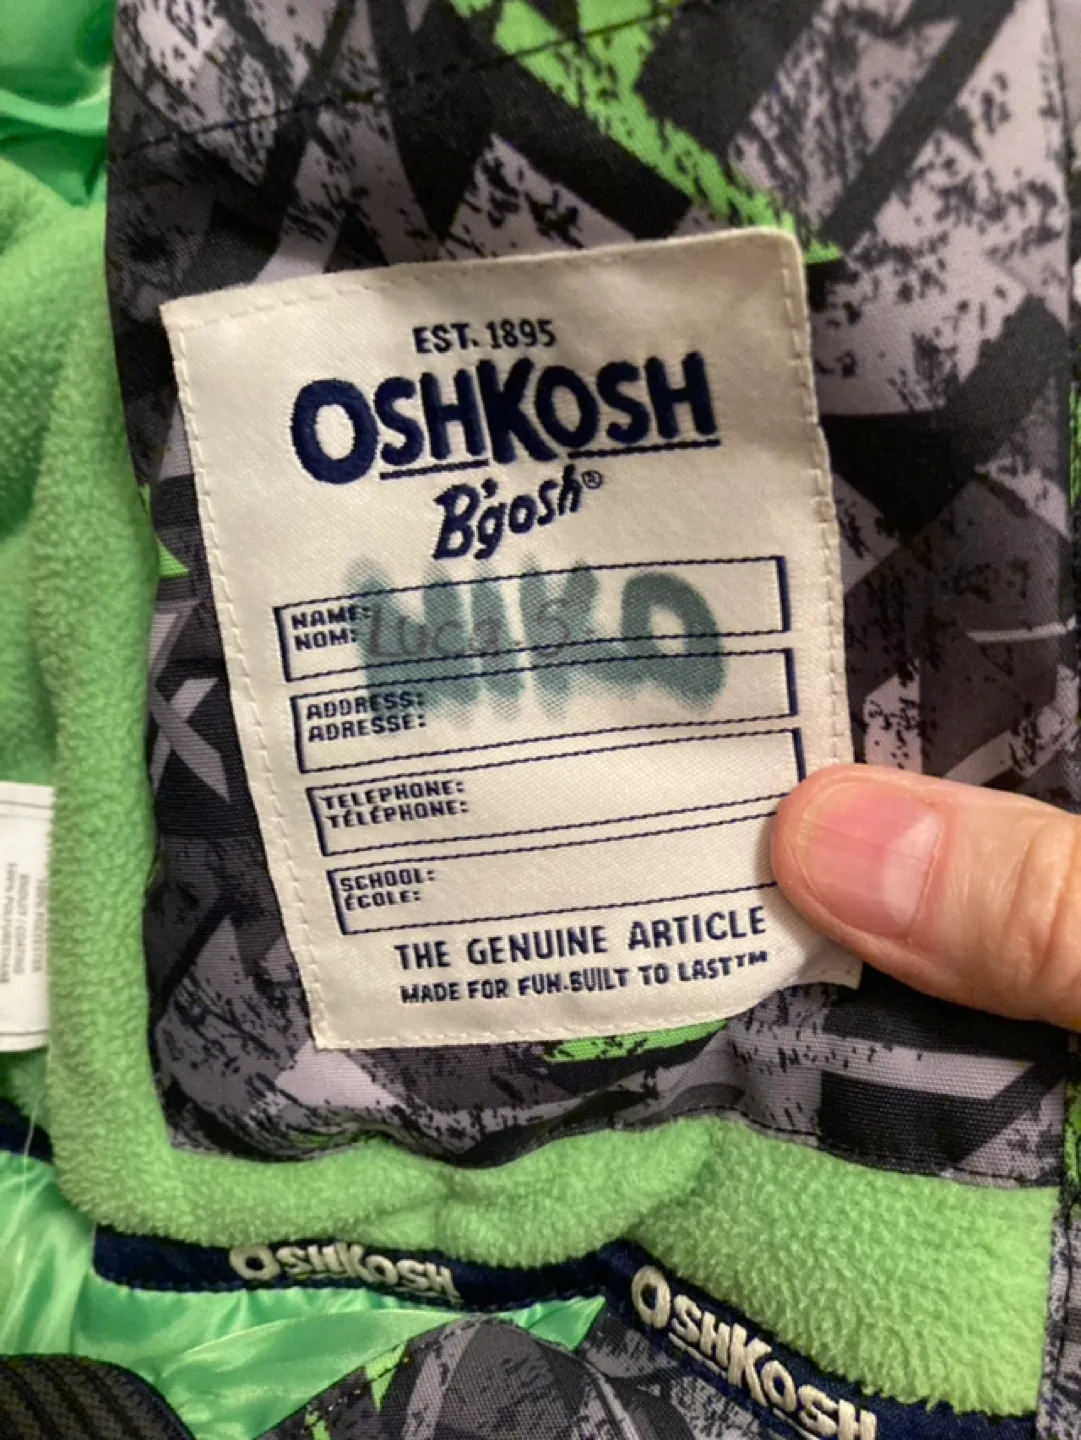 EST. 1895
OSHKOSH
B'gosh®
NAME:
NOM: Luca S.
NIKO
ADDRESS:
ADRESSE:
TELEPHONE:
TÉLÉPHONE:
SCHOOL:
ÉCOLE:
THE GENUINE ARTICLE
MADE FOR FUN. BUILT TO LAST™
OSHKOSH
OSHKOSH